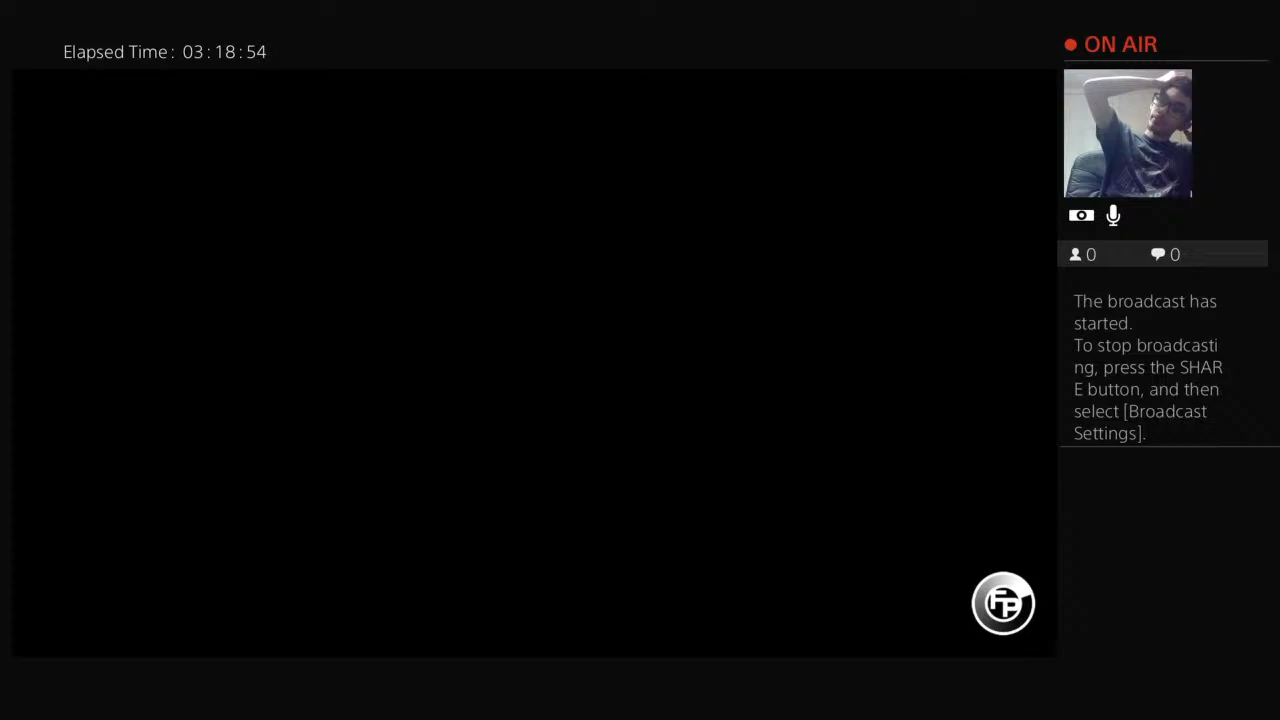 Elapsed Time: 03:18:54
ON AIR
0 0
The broadcast has
started.
To stop broadcasti
ng, press the SHAR
E button, and then
select [Broadcast
Settings].
FP